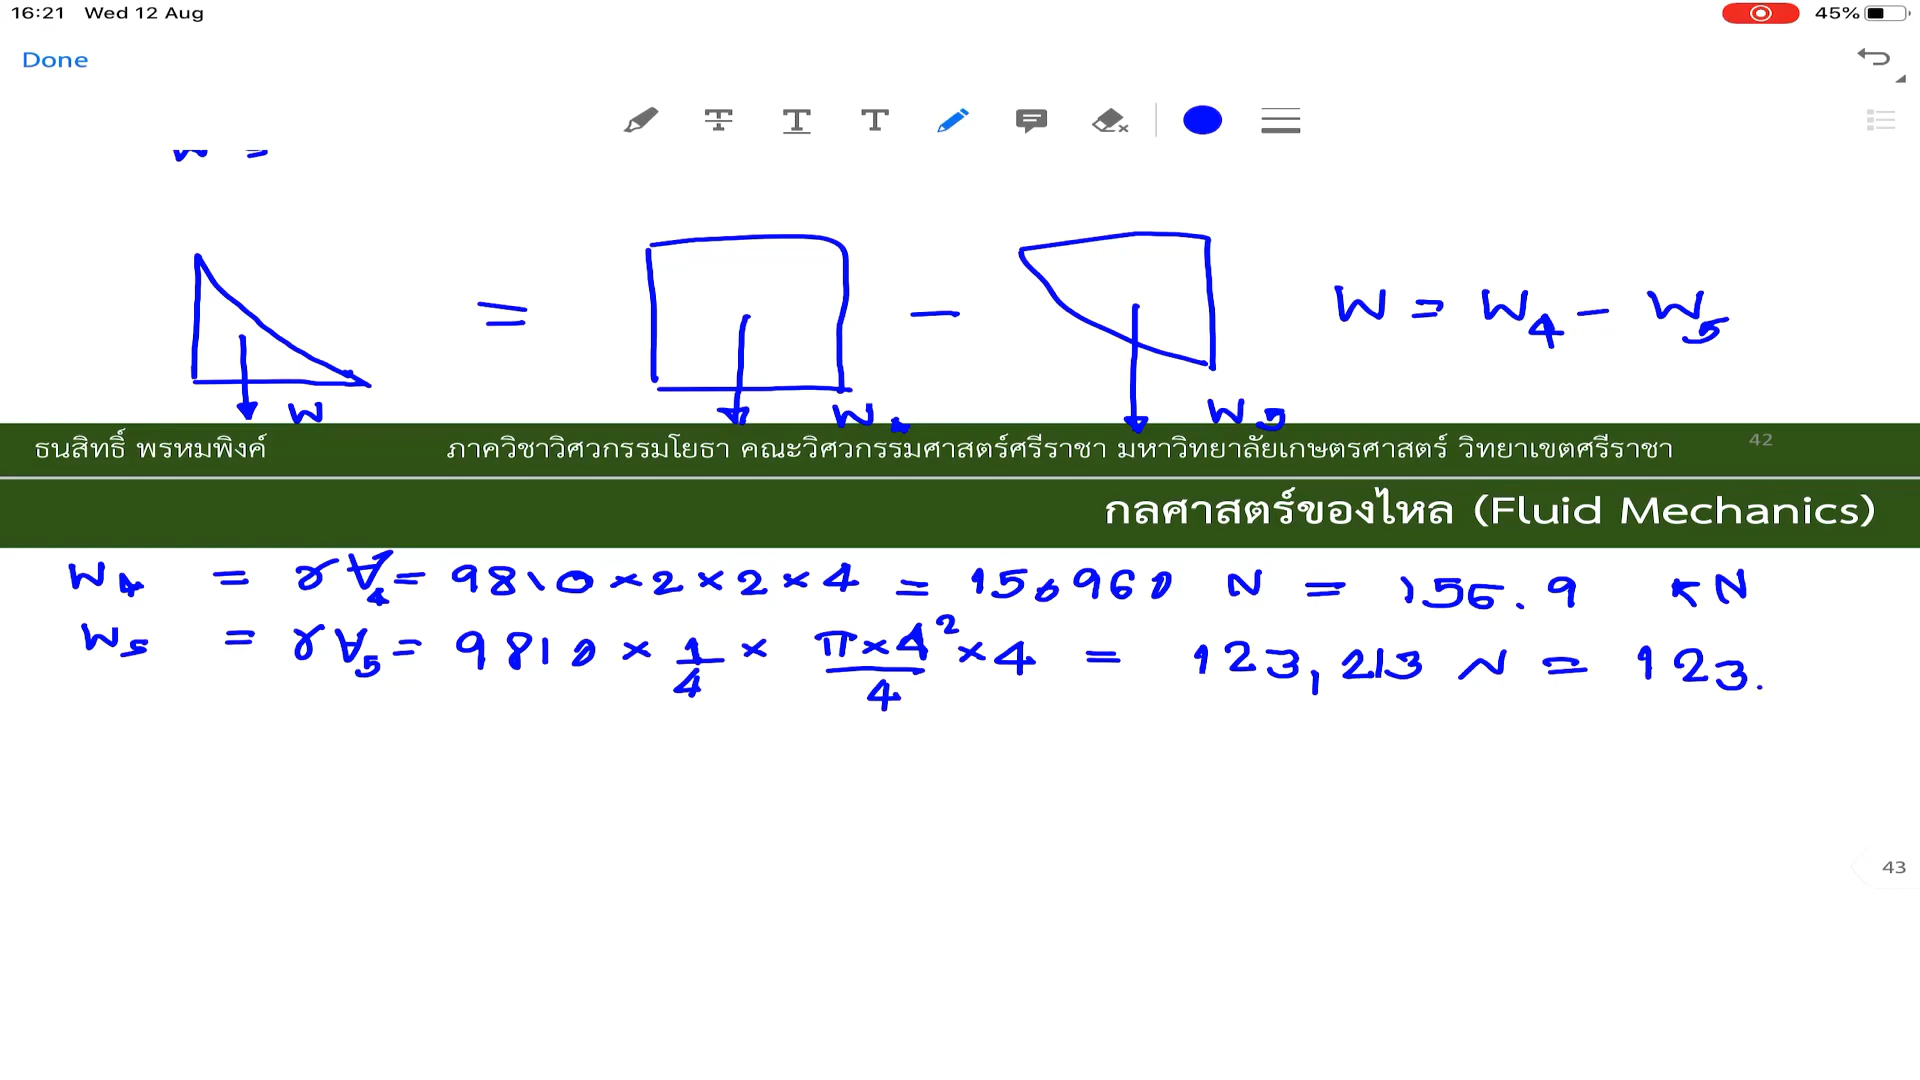 16:21 Wed 12 Aug
45%
Done
W =
= - W = W4 - W5
W W4 W5
ธนสิทธิ์ พรหมพิงค์ ภาควิชาวิศวกรรมโยธา คณะวิศวกรรมศาสตร์ศรีราชา มหาวิทยาลัยเกษตรศาสตร์ วิทยาเขตศรีราชา 42
กลศาสตร์ของไหล (Fluid Mechanics)
W4 = γ∀4 = 9810 × 2 × 2 × 4 = 156960 N = 156.9 kN
W5 = γ∀5 = 9810 × 1/4 × π×4²/4 × 4 = 123,213 N = 123.
43